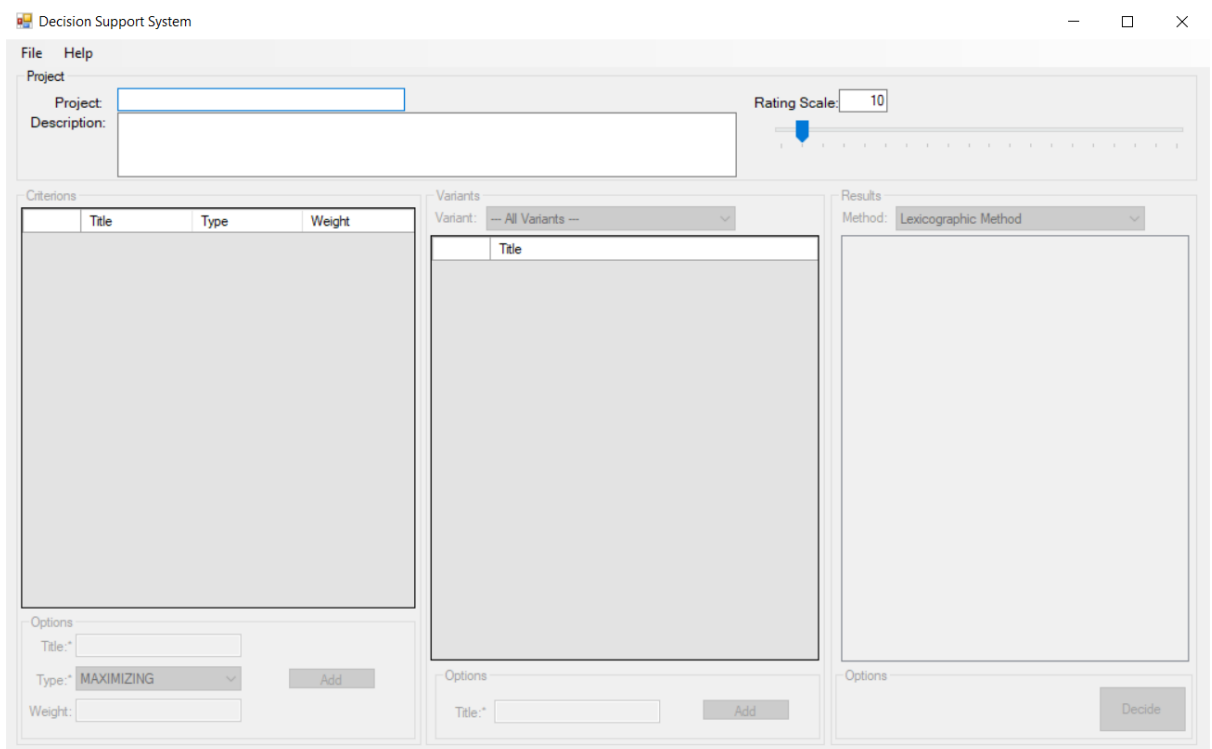 Decision Support System
File Help
Project
Project:
Description:
Rating Scale: 10
Criterions
Title Type Weight
Options
Title:*
Type:* MAXIMIZING Add
Weight:
Variants
Variant: --- All Variants ---
Title
Options
Title:* Add
Results
Method: Lexicographic Method
Options
Decide